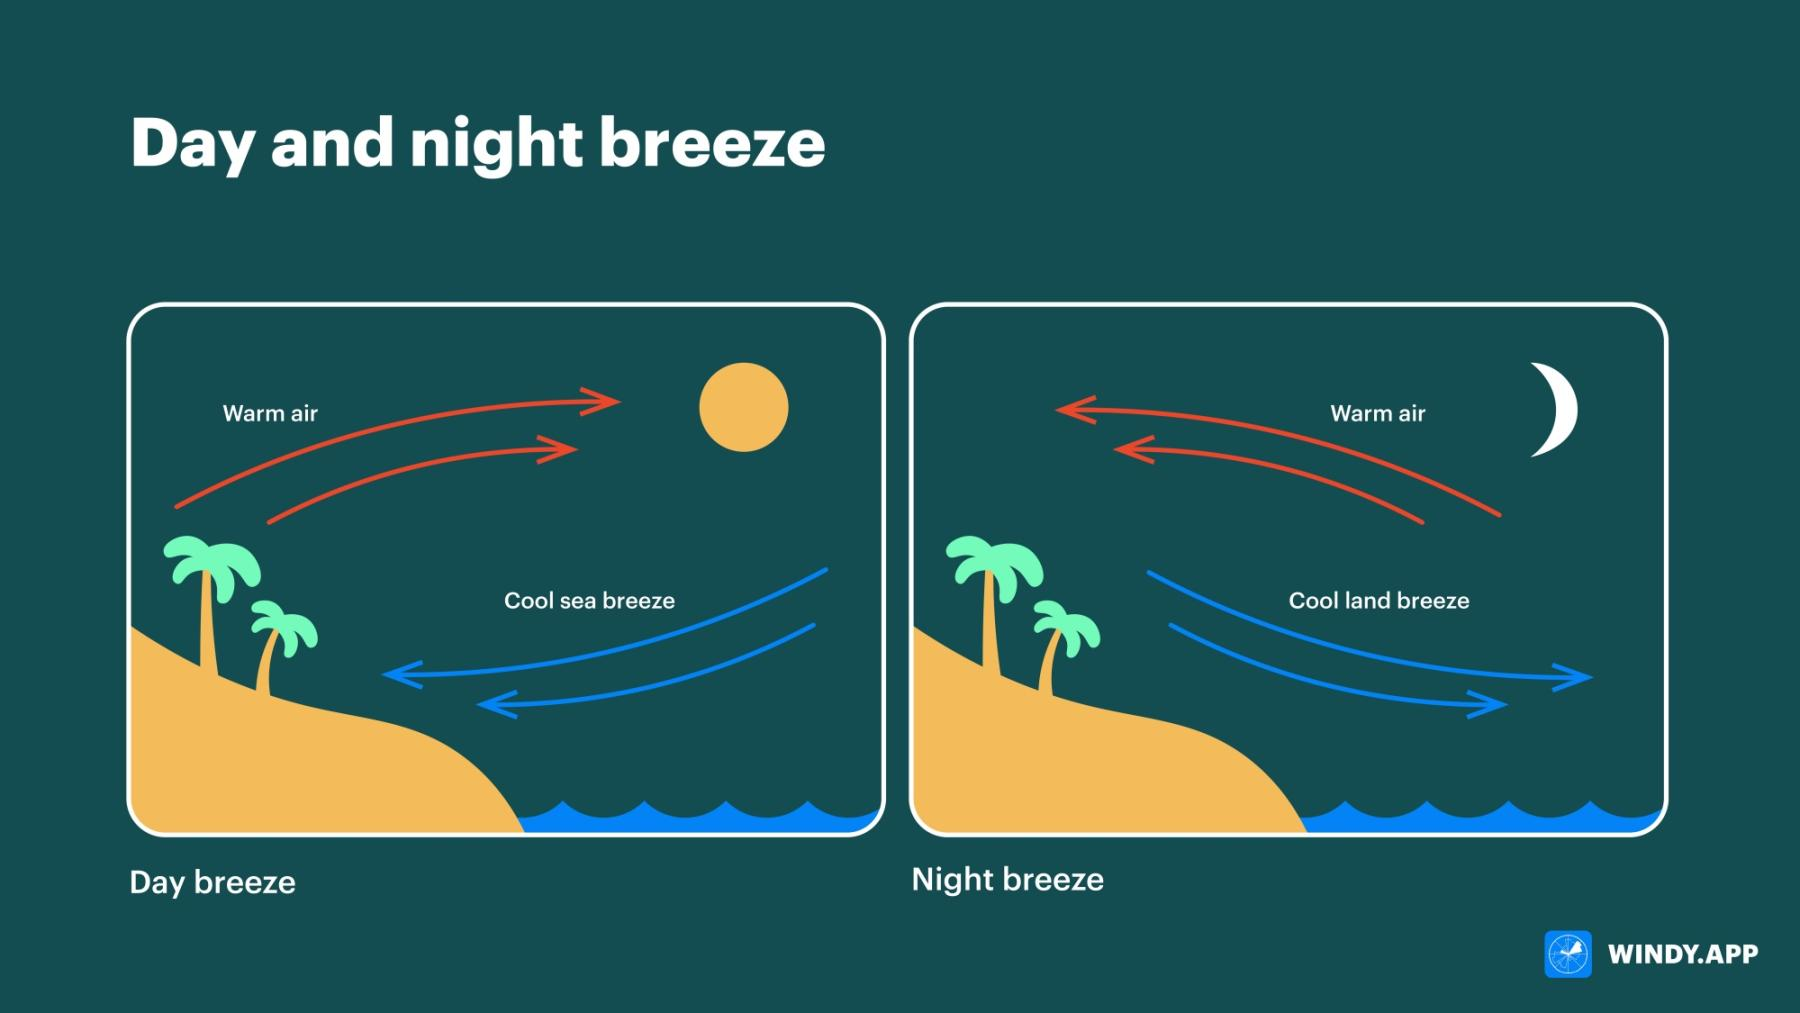 Day and night breeze
Warm air
Cool sea breeze
Day breeze
Warm air
Cool land breeze
Night breeze
WINDY.APP